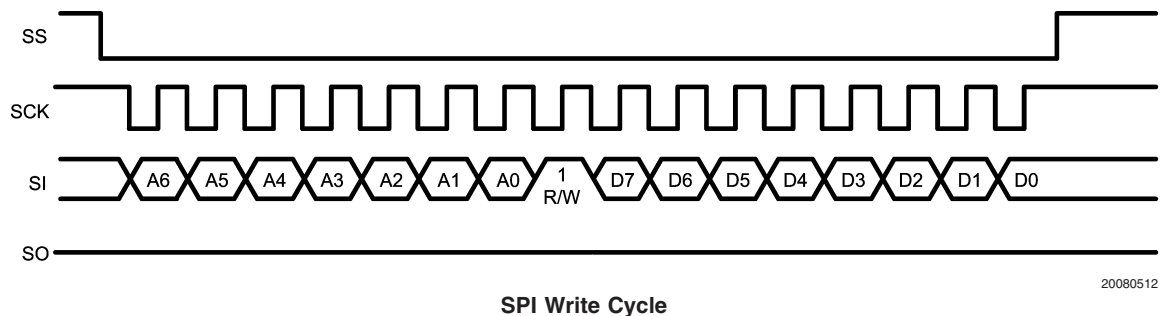 SS
SCK
SI
A6 A5 A4 A3 A2 A1 A0 1 R/W D7 D6 D5 D4 D3 D2 D1 D0
SO
20080512
SPI Write Cycle